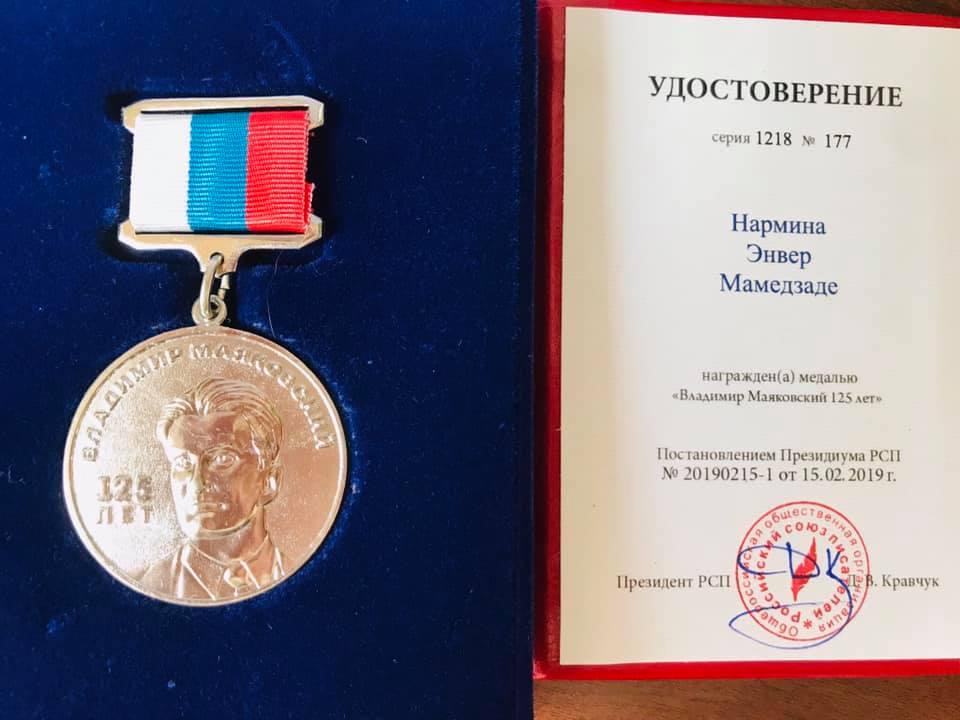 ВЛАДИМИР МАЯКОВСКИЙ
125
ЛЕТ
УДОСТОВЕРЕНИЕ
серия 1218 № 177
Нармина
Энвер
Мамедзаде
награжден(а) медалью
«Владимир Маяковский 125 лет»
Постановлением Президиума РСП
№ 20190215-1 от 15.02.2019 г.
Президент РСП Д. В. Кравчук
Общероссийская общественная организация
Российский союз писателей